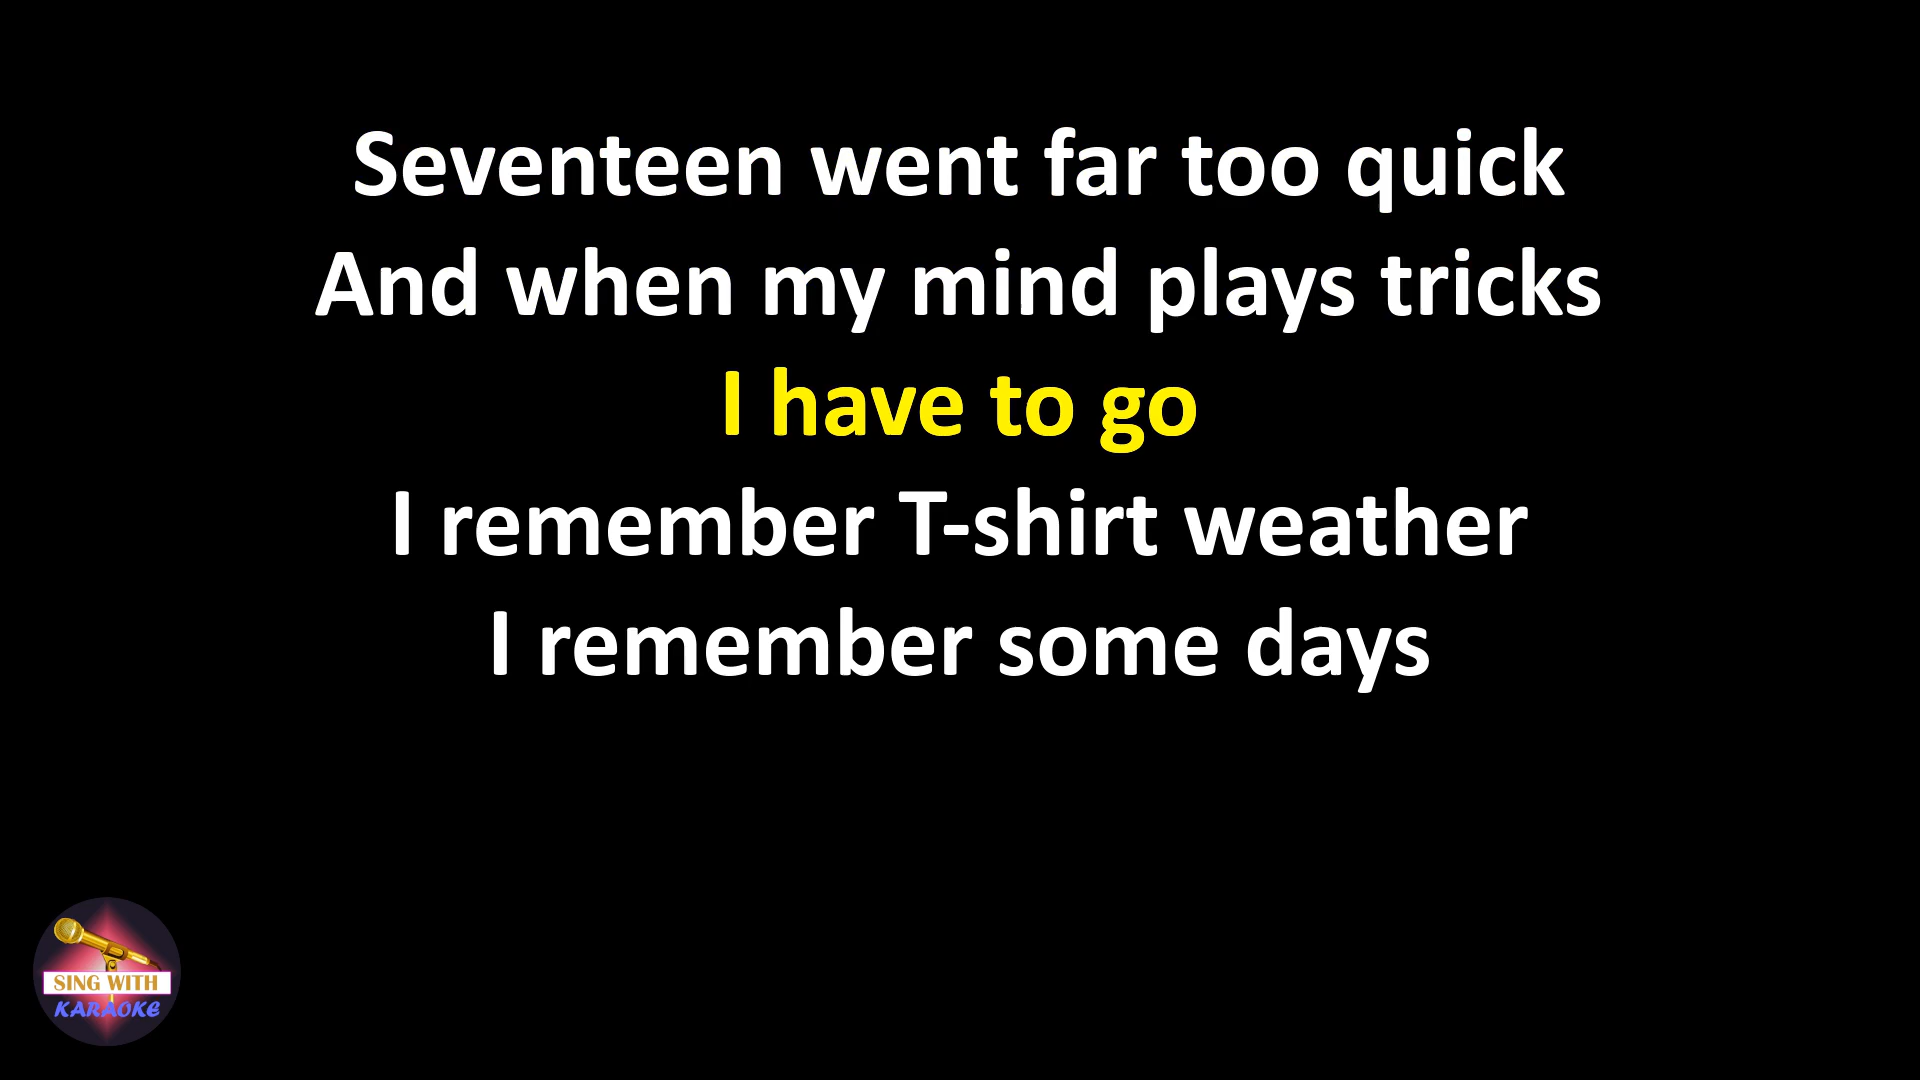 Seventeen went far too quick
And when my mind plays tricks
I have to go
I remember T-shirt weather
I remember some days
SING WITH
KARAOKE